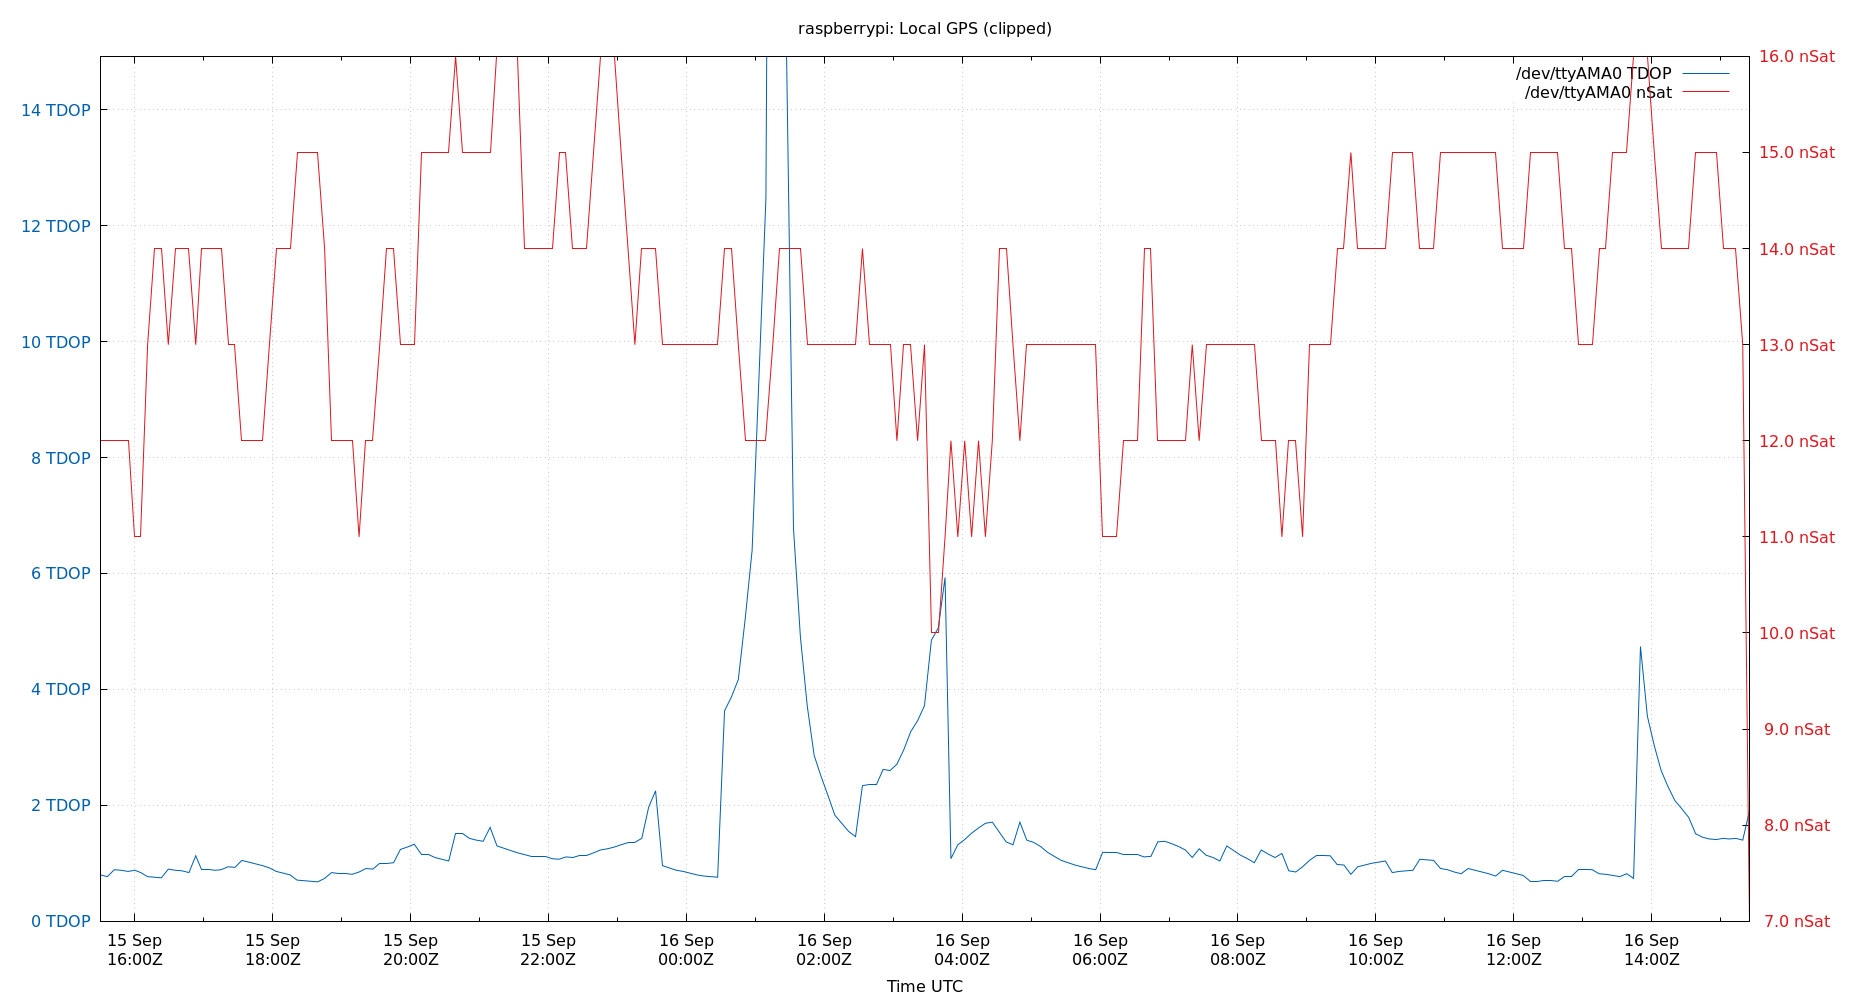 raspberrypi: Local GPS (clipped)
16.0 nSat
/dev/ttyAMA0 TDOP
/dev/ttyAMA0 nSat
14 TDOP
15.0 nSat
12 TDOP
14.0 nSat
10 TDOP
13.0 nSat
12.0 nSat
8 TDOP
11.0 nSat
6 TDOP
10.0 nSat
4 TDOP
9.0 nSat
2 TDOP
8.0 nSat
0 TDOP
7.0 nSat
15 Sep 15 Sep 15 Sep 15 Sep 16 Sep 16 Sep 16 Sep 16 Sep 16 Sep 16 Sep 16 Sep 16 Sep
16:00Z 18:00Z 20:00Z 22:00Z 00:00Z 02:00Z 04:00Z 06:00Z 08:00Z 10:00Z 12:00Z 14:00Z
Time UTC